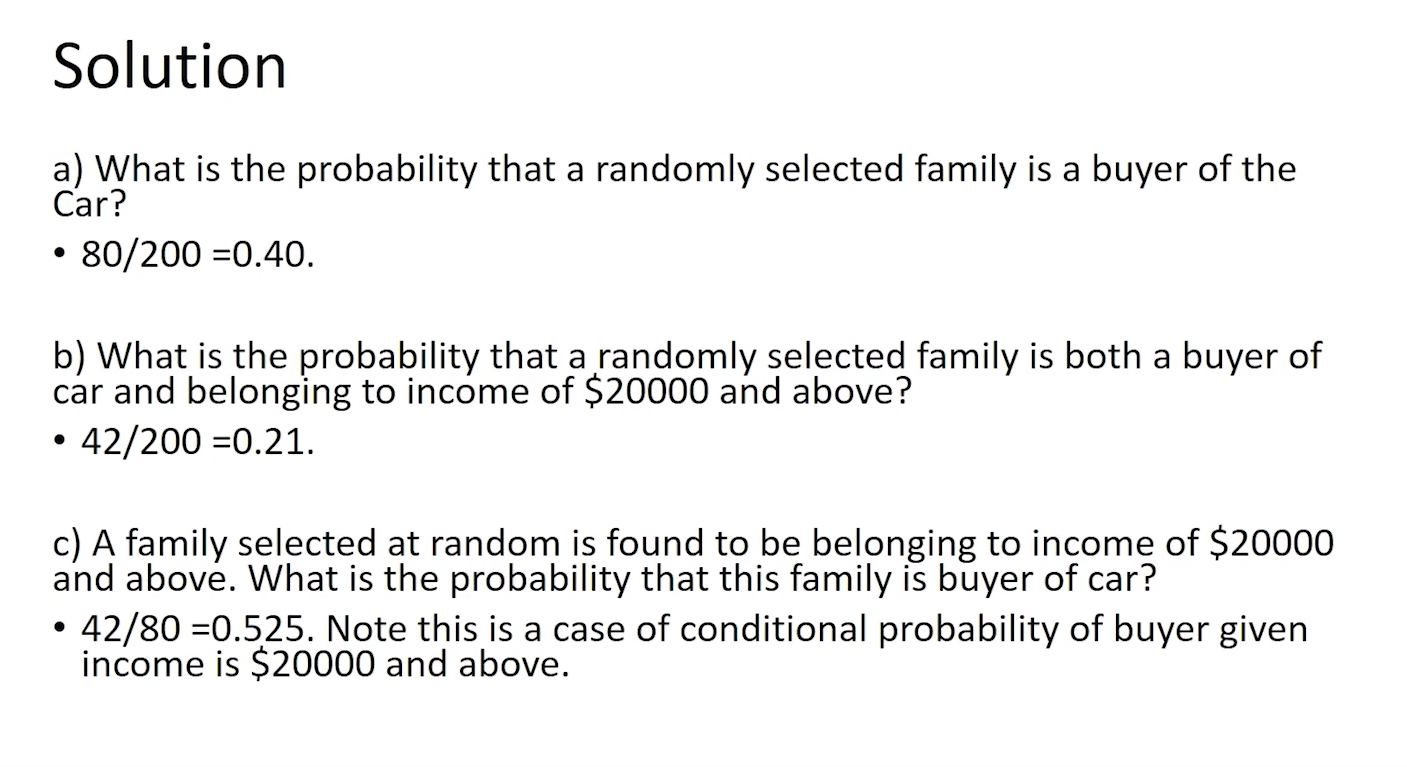 Solution
a) What is the probability that a randomly selected family is a buyer of the
Car?
• 80/200 =0.40.
b) What is the probability that a randomly selected family is both a buyer of
car and belonging to income of $20000 and above?
• 42/200 =0.21.
c) A family selected at random is found to be belonging to income of $20000
and above. What is the probability that this family is buyer of car?
• 42/80 =0.525. Note this is a case of conditional probability of buyer given
income is $20000 and above.